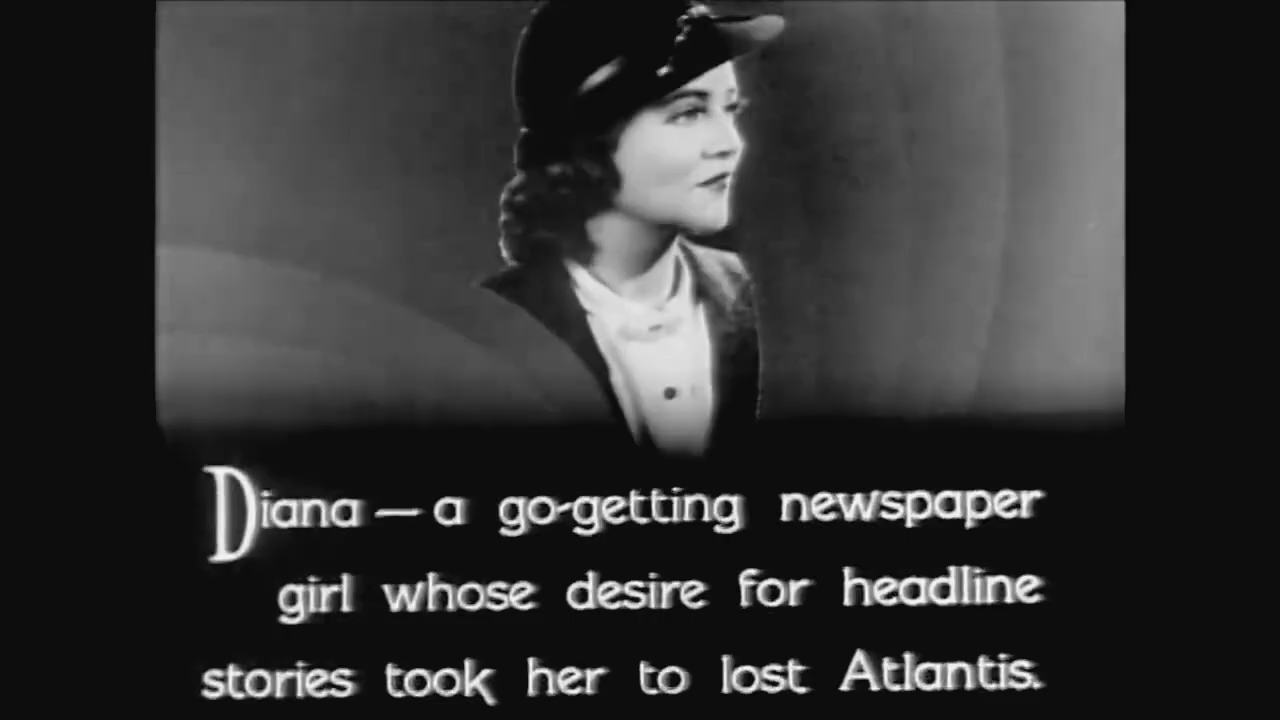 Diana — a go-getting newspaper
girl whose desire for headline
stories took her to lost Atlantis.